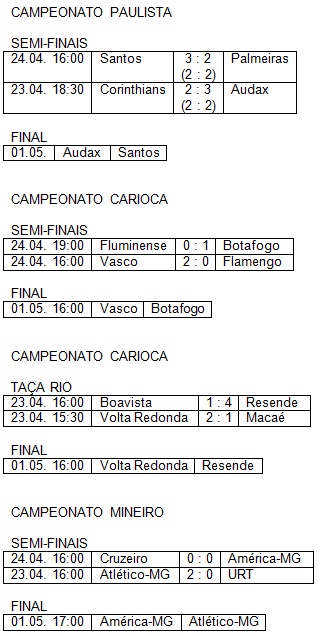 CAMPEONATO PAULISTA
SEMI-FINAIS
24.04. 16:00 Santos 3 : 2 Palmeiras
(2 : 2)
23.04. 18:30 Corinthians 2 : 3 Audax
(2 : 2)
FINAL
01.05. Audax Santos
CAMPEONATO CARIOCA
SEMI-FINAIS
24.04. 19:00 Fluminense 0 : 1 Botafogo
24.04. 16:00 Vasco 2 : 0 Flamengo
FINAL
01.05. 16:00 Vasco Botafogo
CAMPEONATO CARIOCA
TAÇA RIO
23.04. 16:00 Boavista 1 : 4 Resende
23.04. 15:30 Volta Redonda 2 : 1 Macaé
FINAL
01.05. 16:00 Volta Redonda Resende
CAMPEONATO MINEIRO
SEMI-FINAIS
24.04. 16:00 Cruzeiro 0 : 0 América-MG
23.04. 16:00 Atlético-MG 2 : 0 URT
FINAL
01.05. 17:00 América-MG Atlético-MG